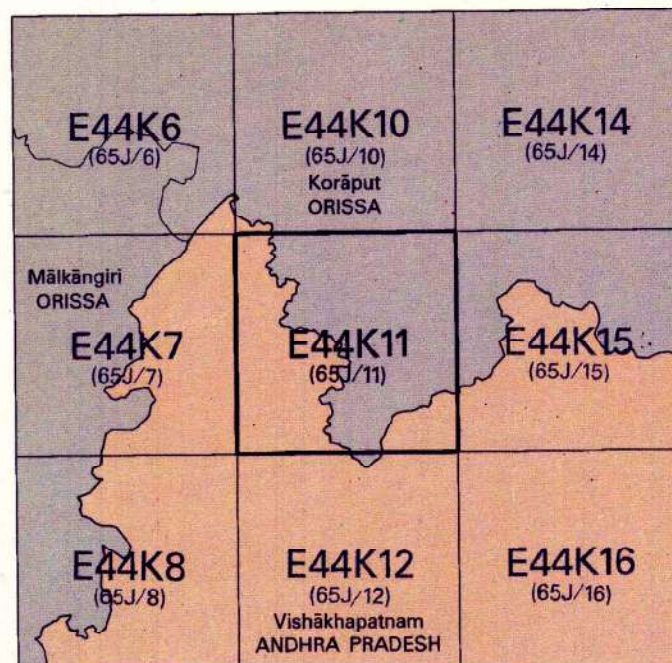 E44K6
(65J/6)
E44K10
(65J/10)
Korāput
ORISSA
E44K14
(65J/14)
Mālkāngiri
ORISSA
E44K7
(65J/7)
E44K11
(65J/11)
E44K15
(65J/15)
E44K8
(65J/8)
E44K12
(65J/12)
Vishākhapatnam
ANDHRA PRADESH
E44K16
(65J/16)